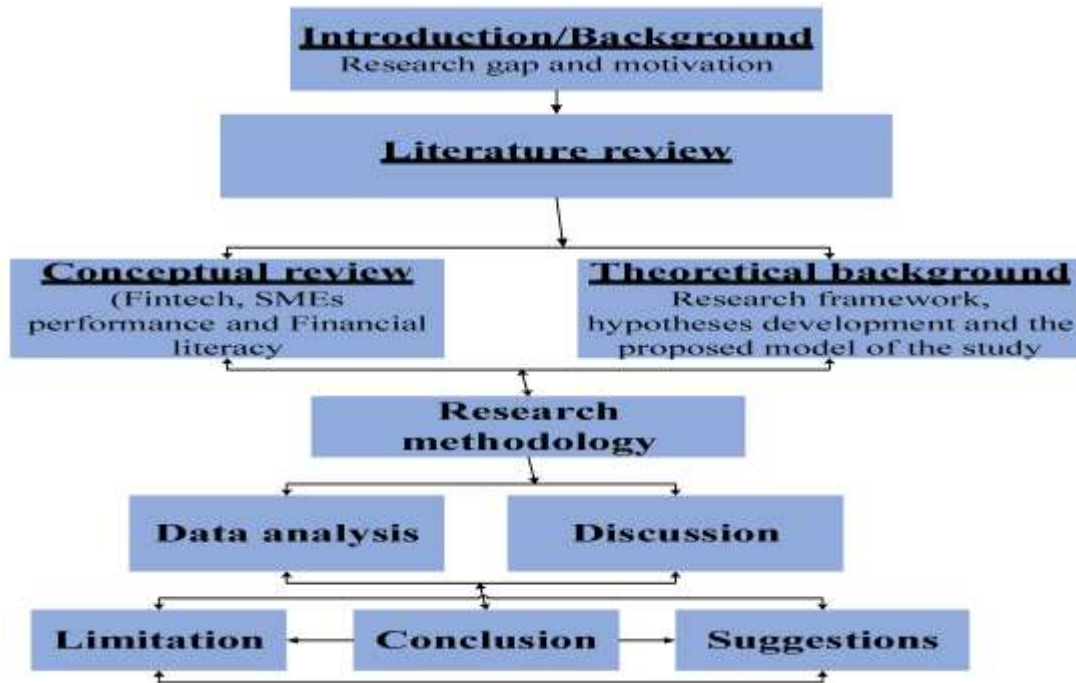 Introduction/Background
Research gap and motivation
Literature review
Conceptual review
(Fintech, SMEs
performance and Financial
literacy
Theoretical background
Research framework,
hypotheses development and the
proposed model of the study
Research
methodology
Data analysis
Discussion
Limitation
Conclusion
Suggestions